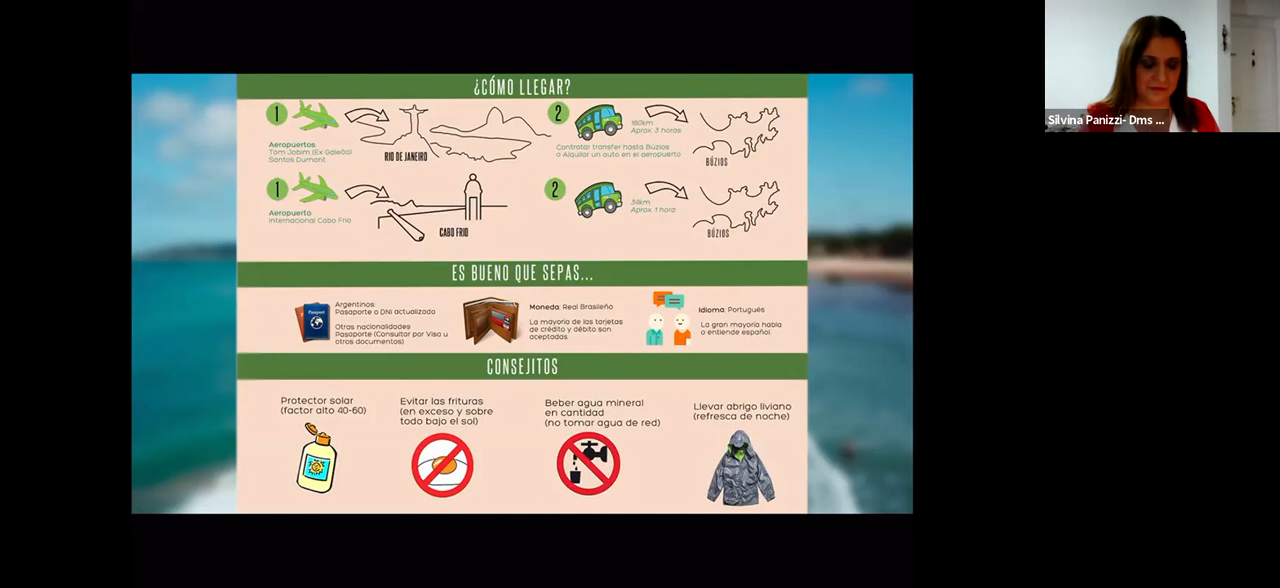 ¿CÓMO LLEGAR?
1
Aeropuertos
Tom Jobim (Ex Galeão)
Santos Dumont
RIO DE JANEIRO
2
180km
Aprox 3 horas
Contratar transfer hasta Búzios
o Alquilar un auto en el aeropuerto
BÚZIOS
1
Aeropuerto
Internacional Cabo Frio
CABO FRIO
2
34km
Aprox 1 hora
BÚZIOS
ES BUENO QUE SEPAS...
Argentinos:
Pasaporte o DNI actualizado
Otras nacionalidades
Pasaporte (Consultar por Visa u
otros documentos)
Moneda: Real Brasileño
La mayoría de las tarjetas
de crédito y débito son
aceptadas.
Idioma: Portugués
La gran mayoría habla
o entiende español.
CONSEJITOS
Protector solar
(factor alto 40-60)
Evitar las frituras
(en exceso y sobre
todo bajo el sol)
Beber agua mineral
en cantidad
(no tomar agua de red)
Llevar abrigo liviano
(refresca de noche)
Silvina Panizzi- Dms ...